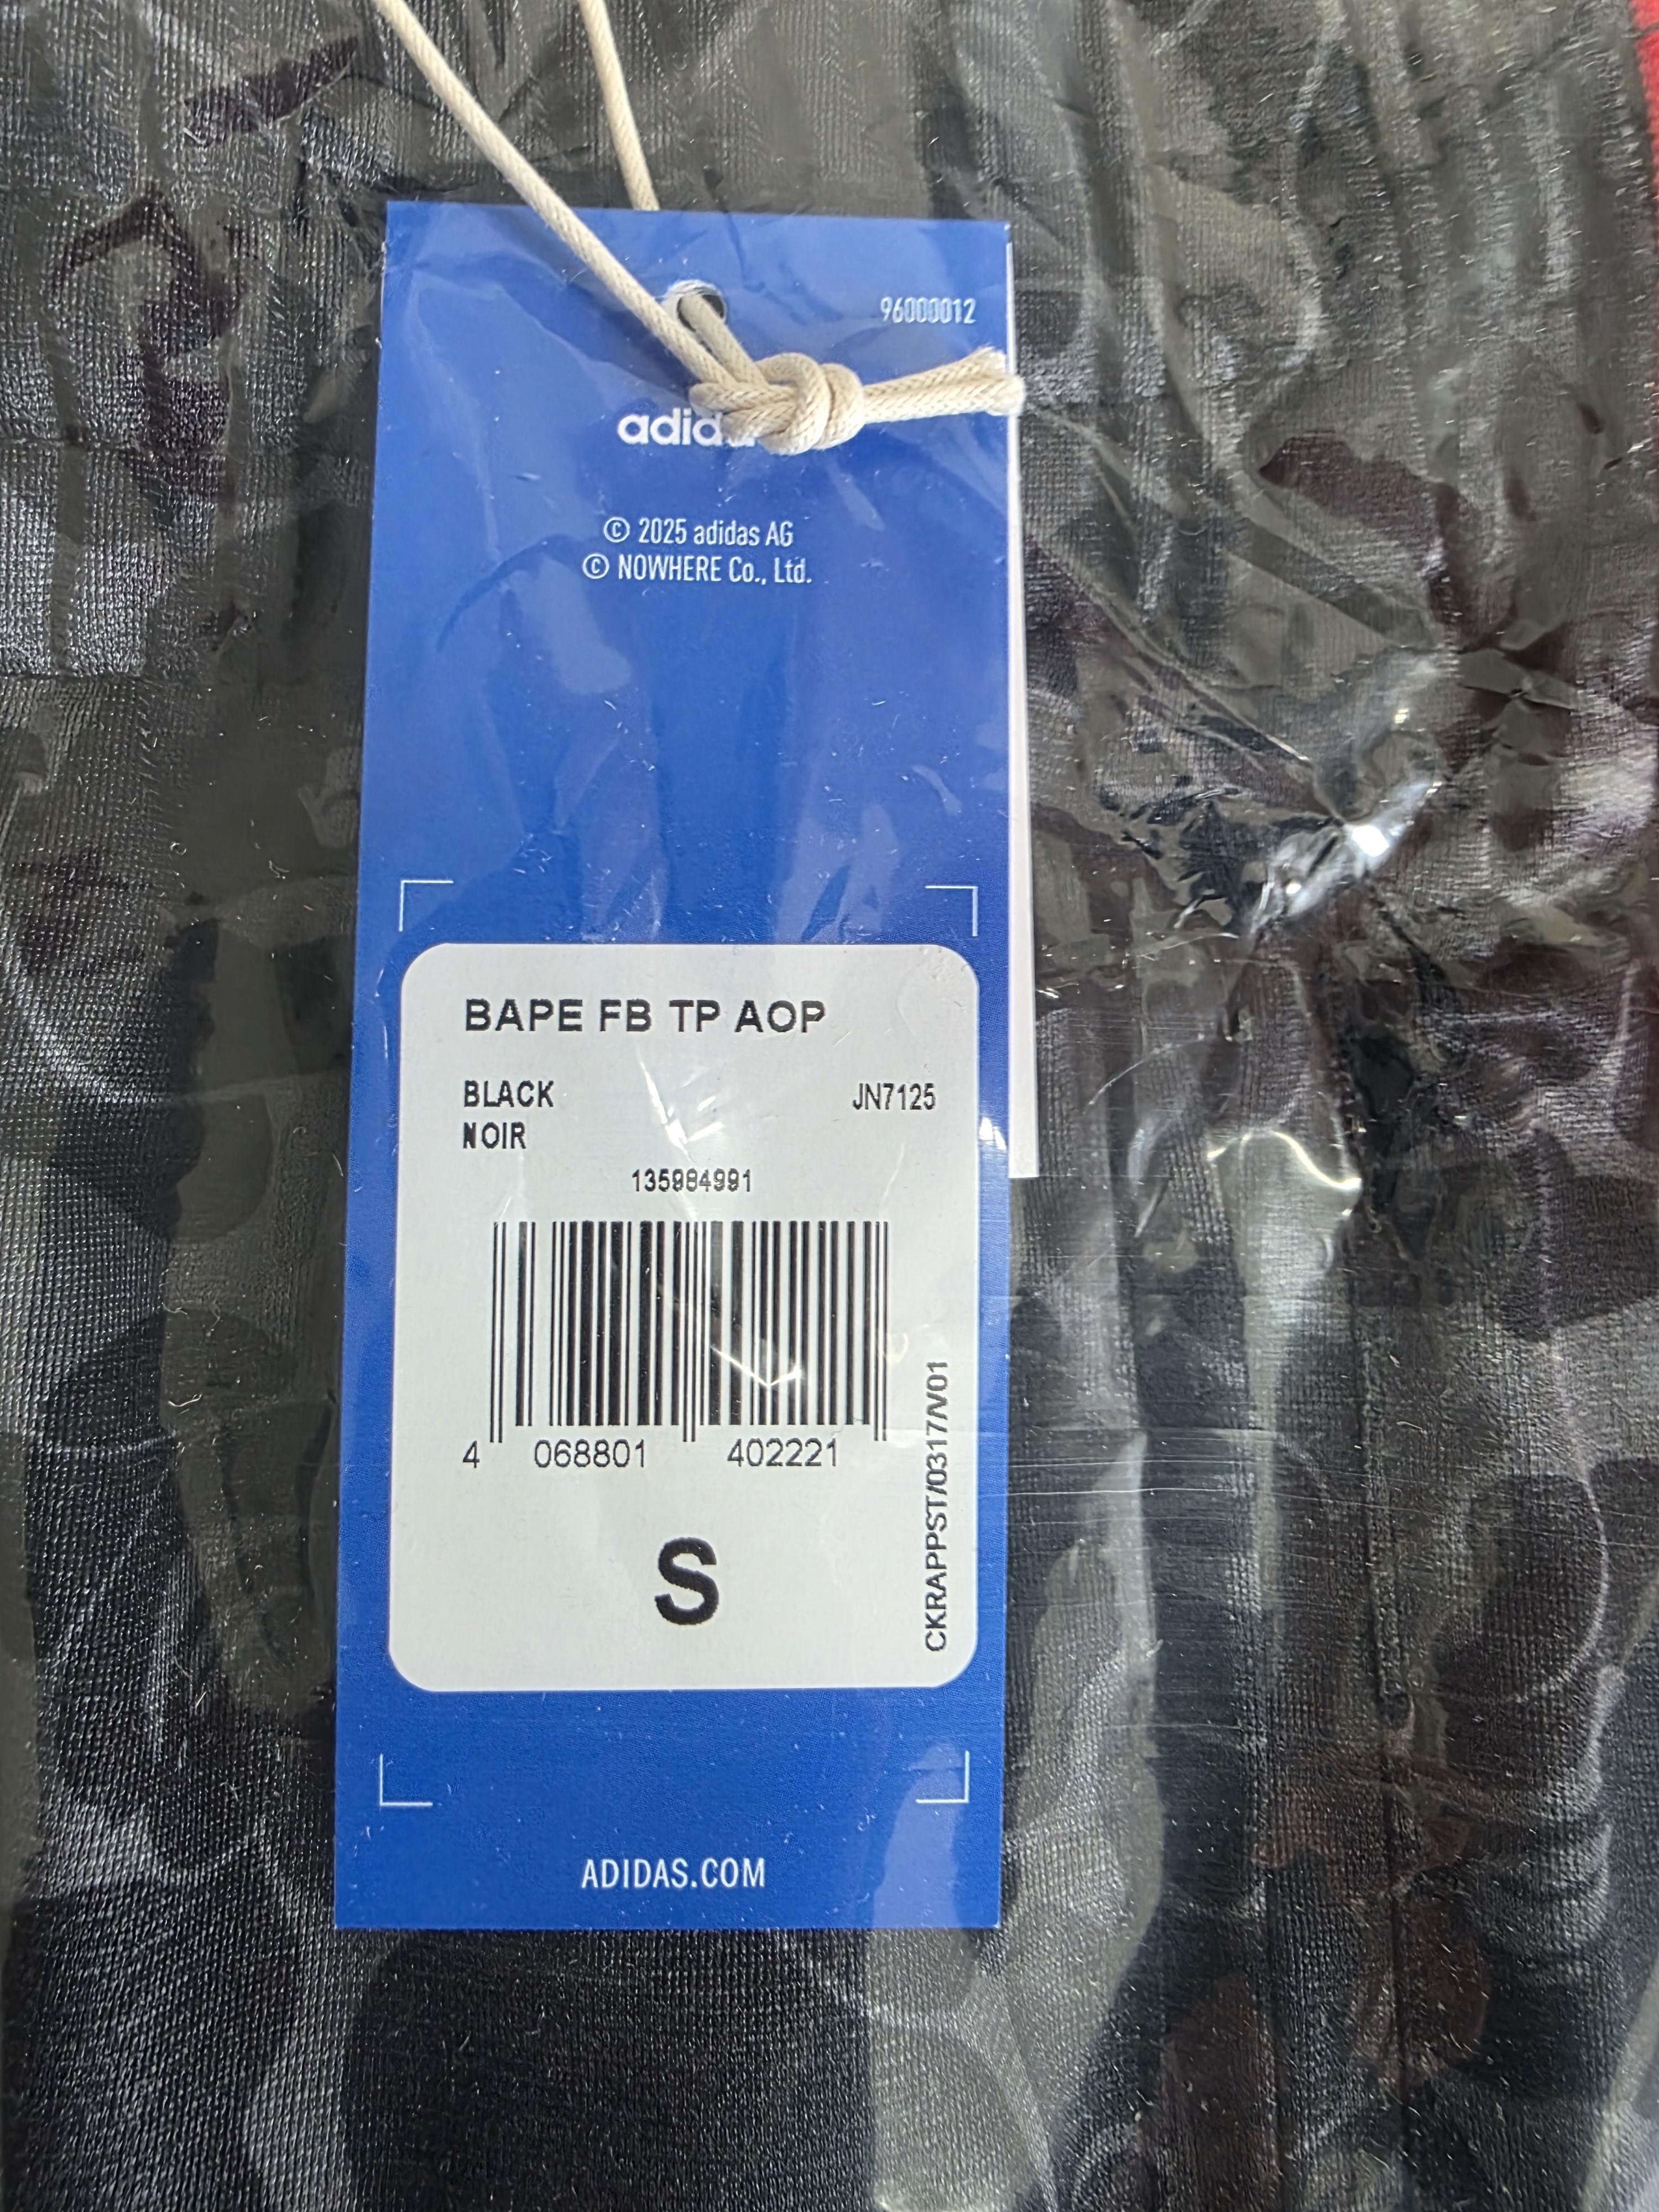 96000012
© 2025 adidas AG
© NOWHERE Co., Ltd.
BAPE FB TP AOP
BLACK
JN7125
NOIR
135984991
4 068801 402221
CKRAPPST/0317/V01
S
ADIDAS.COM